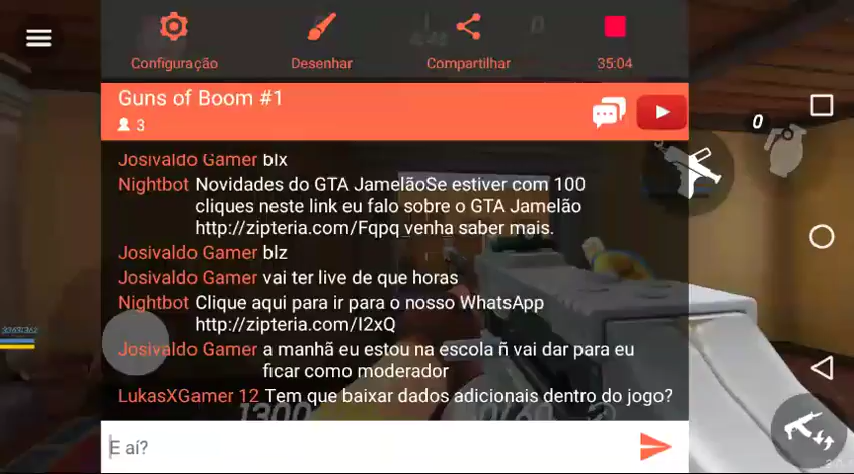 Configuração Desenhar Compartilhar 35:04
Guns of Boom #1
3
0
Josivaldo Gamer blx
Nightbot Novidades do GTA JamelãoSe estiver com 100
cliques neste link eu falo sobre o GTA Jamelão
http://zipteria.com/Fqpq venha saber mais.
Josivaldo Gamer blz
Josivaldo Gamer vai ter live de que horas
Nightbot Clique aqui para ir para o nosso WhatsApp
http://zipteria.com/I2xQ
Josivaldo Gamer a manhã eu estou na escola ñ vai dar para eu
ficar como moderador
LukasXGamer 12 Tem que baixar dados adicionais dentro do jogo?
1300
E aí?